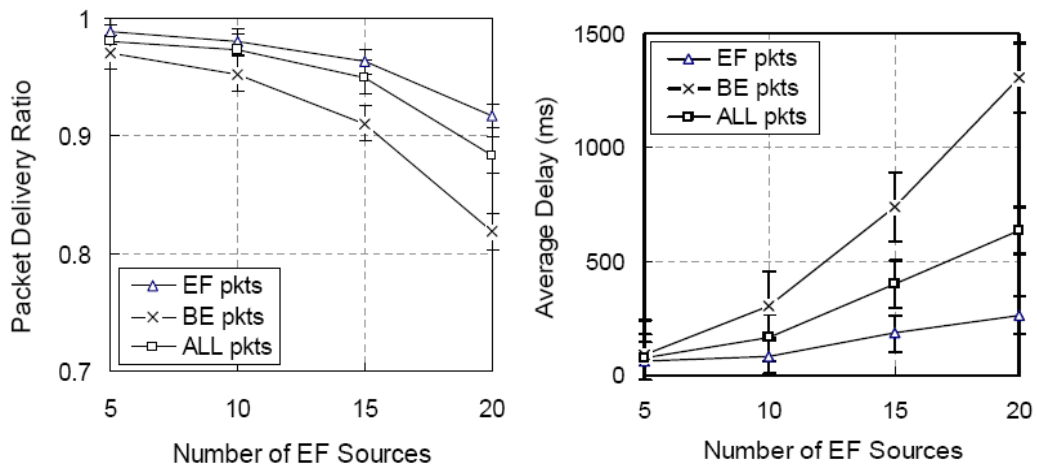 Packet Delivery Ratio
1
0.9
0.8
0.7
EF pkts
BE pkts
ALL pkts
5
10
15
20
Number of EF Sources
Average Delay (ms)
1500
1000
500
0
EF pkts
BE pkts
ALL pkts
5
10
15
20
Number of EF Sources